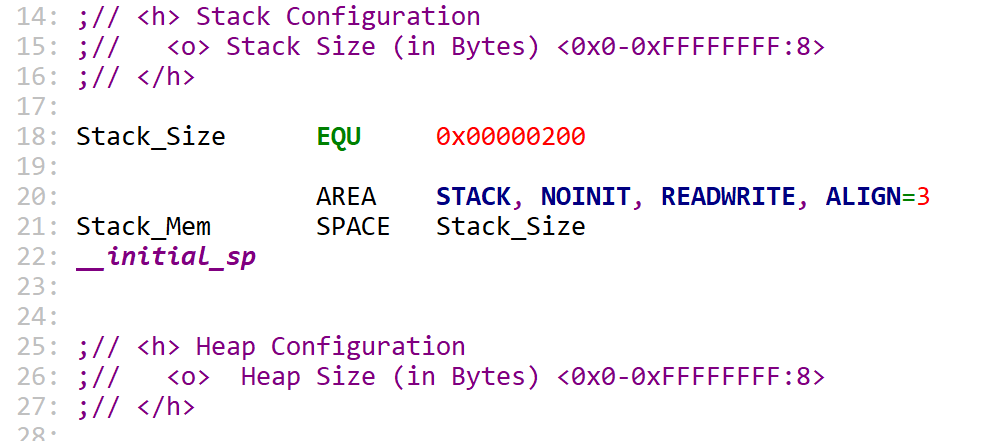 14: ;// <h> Stack Configuration
15: ;//   <o> Stack Size (in Bytes) <0x0-0xFFFFFFFF:8>
16: ;// </h>
17:
18: Stack_Size      EQU     0x00000200
19:
20:                 AREA    STACK, NOINIT, READWRITE, ALIGN=3
21: Stack_Mem       SPACE   Stack_Size
22: __initial_sp
23:
24:
25: ;// <h> Heap Configuration
26: ;//   <o>  Heap Size (in Bytes) <0x0-0xFFFFFFFF:8>
27: ;// </h>
28: